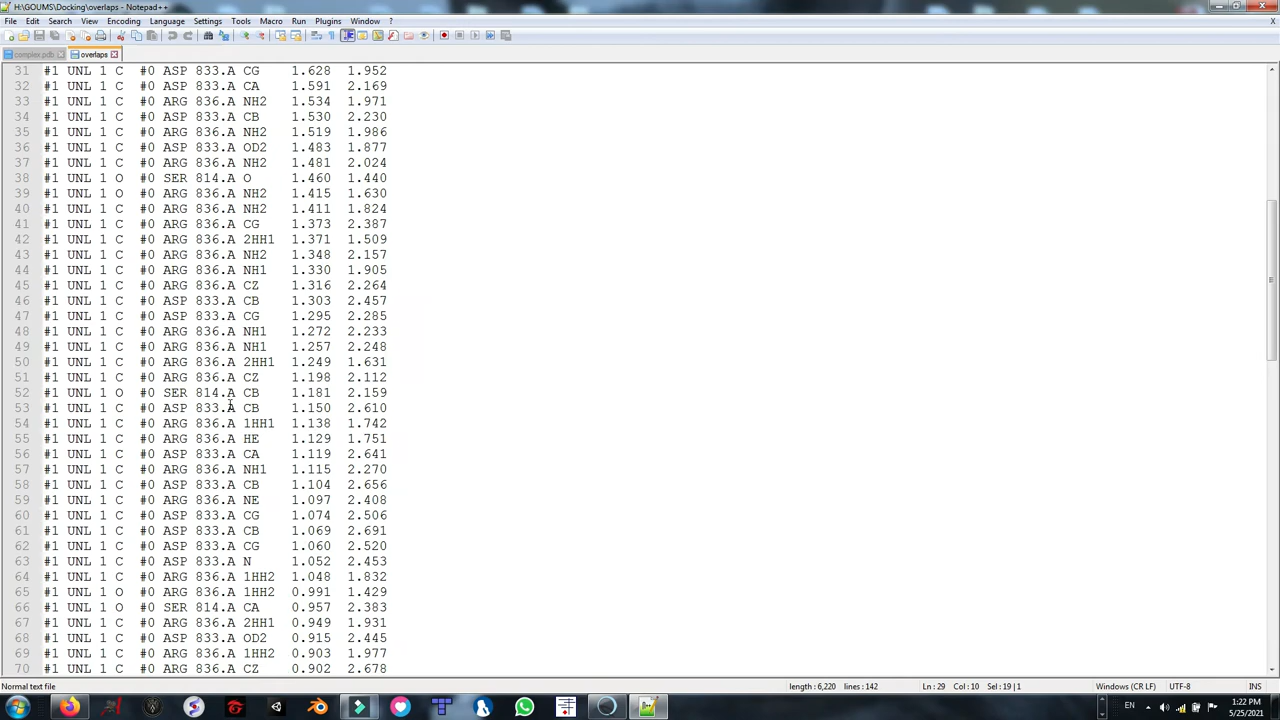 H:\GOUMS\Docking\overlaps - Notepad++
File Edit Search View Encoding Language Settings Tools Macro Run Plugins Window ? X
complex.pdb overlaps
31 #1 UNL 1 C #0 ASP 833.A CG 1.628 1.952
32 #1 UNL 1 C #0 ASP 833.A CA 1.591 2.169
33 #1 UNL 1 C #0 ARG 836.A NH2 1.534 1.971
34 #1 UNL 1 C #0 ASP 833.A CB 1.530 2.230
35 #1 UNL 1 C #0 ARG 836.A NH2 1.519 1.986
36 #1 UNL 1 C #0 ASP 833.A OD2 1.483 1.877
37 #1 UNL 1 C #0 ARG 836.A NH2 1.481 2.024
38 #1 UNL 1 O #0 SER 814.A O 1.460 1.440
39 #1 UNL 1 O #0 ARG 836.A NH2 1.415 1.630
40 #1 UNL 1 O #0 ARG 836.A NH2 1.411 1.824
41 #1 UNL 1 C #0 ARG 836.A CG 1.373 2.387
42 #1 UNL 1 C #0 ARG 836.A 2HH1 1.371 1.509
43 #1 UNL 1 C #0 ARG 836.A NH2 1.348 2.157
44 #1 UNL 1 C #0 ARG 836.A NH1 1.330 1.905
45 #1 UNL 1 C #0 ARG 836.A CZ 1.316 2.264
46 #1 UNL 1 C #0 ASP 833.A CB 1.303 2.457
47 #1 UNL 1 C #0 ASP 833.A CG 1.295 2.285
48 #1 UNL 1 C #0 ARG 836.A NH1 1.272 2.233
49 #1 UNL 1 C #0 ARG 836.A NH1 1.257 2.248
50 #1 UNL 1 C #0 ARG 836.A 2HH1 1.249 1.631
51 #1 UNL 1 C #0 ARG 836.A CZ 1.198 2.112
52 #1 UNL 1 O #0 SER 814.A CB 1.181 2.159
53 #1 UNL 1 C #0 ASP 833.A CB 1.150 2.610
54 #1 UNL 1 C #0 ARG 836.A 1HH1 1.138 1.742
55 #1 UNL 1 C #0 ARG 836.A HE 1.129 1.751
56 #1 UNL 1 C #0 ASP 833.A CA 1.119 2.641
57 #1 UNL 1 C #0 ARG 836.A NH1 1.115 2.270
58 #1 UNL 1 C #0 ASP 833.A CB 1.104 2.656
59 #1 UNL 1 C #0 ARG 836.A NE 1.097 2.408
60 #1 UNL 1 C #0 ASP 833.A CG 1.074 2.506
61 #1 UNL 1 C #0 ASP 833.A CB 1.069 2.691
62 #1 UNL 1 C #0 ASP 833.A CG 1.060 2.520
63 #1 UNL 1 C #0 ASP 833.A N 1.052 2.453
64 #1 UNL 1 C #0 ARG 836.A 1HH2 1.048 1.832
65 #1 UNL 1 O #0 ARG 836.A 1HH2 0.991 1.429
66 #1 UNL 1 O #0 SER 814.A CA 0.957 2.383
67 #1 UNL 1 C #0 ARG 836.A 2HH1 0.949 1.931
68 #1 UNL 1 C #0 ASP 833.A OD2 0.915 2.445
69 #1 UNL 1 C #0 ARG 836.A 1HH2 0.903 1.977
70 #1 UNL 1 C #0 ARG 836.A CZ 0.902 2.678
Normal text file length : 6,220 lines : 142 Ln : 29 Col : 10 Sel : 19 | 1 Windows (CR LF) UTF-8 INS
EN 1:22 PM
5/25/2021